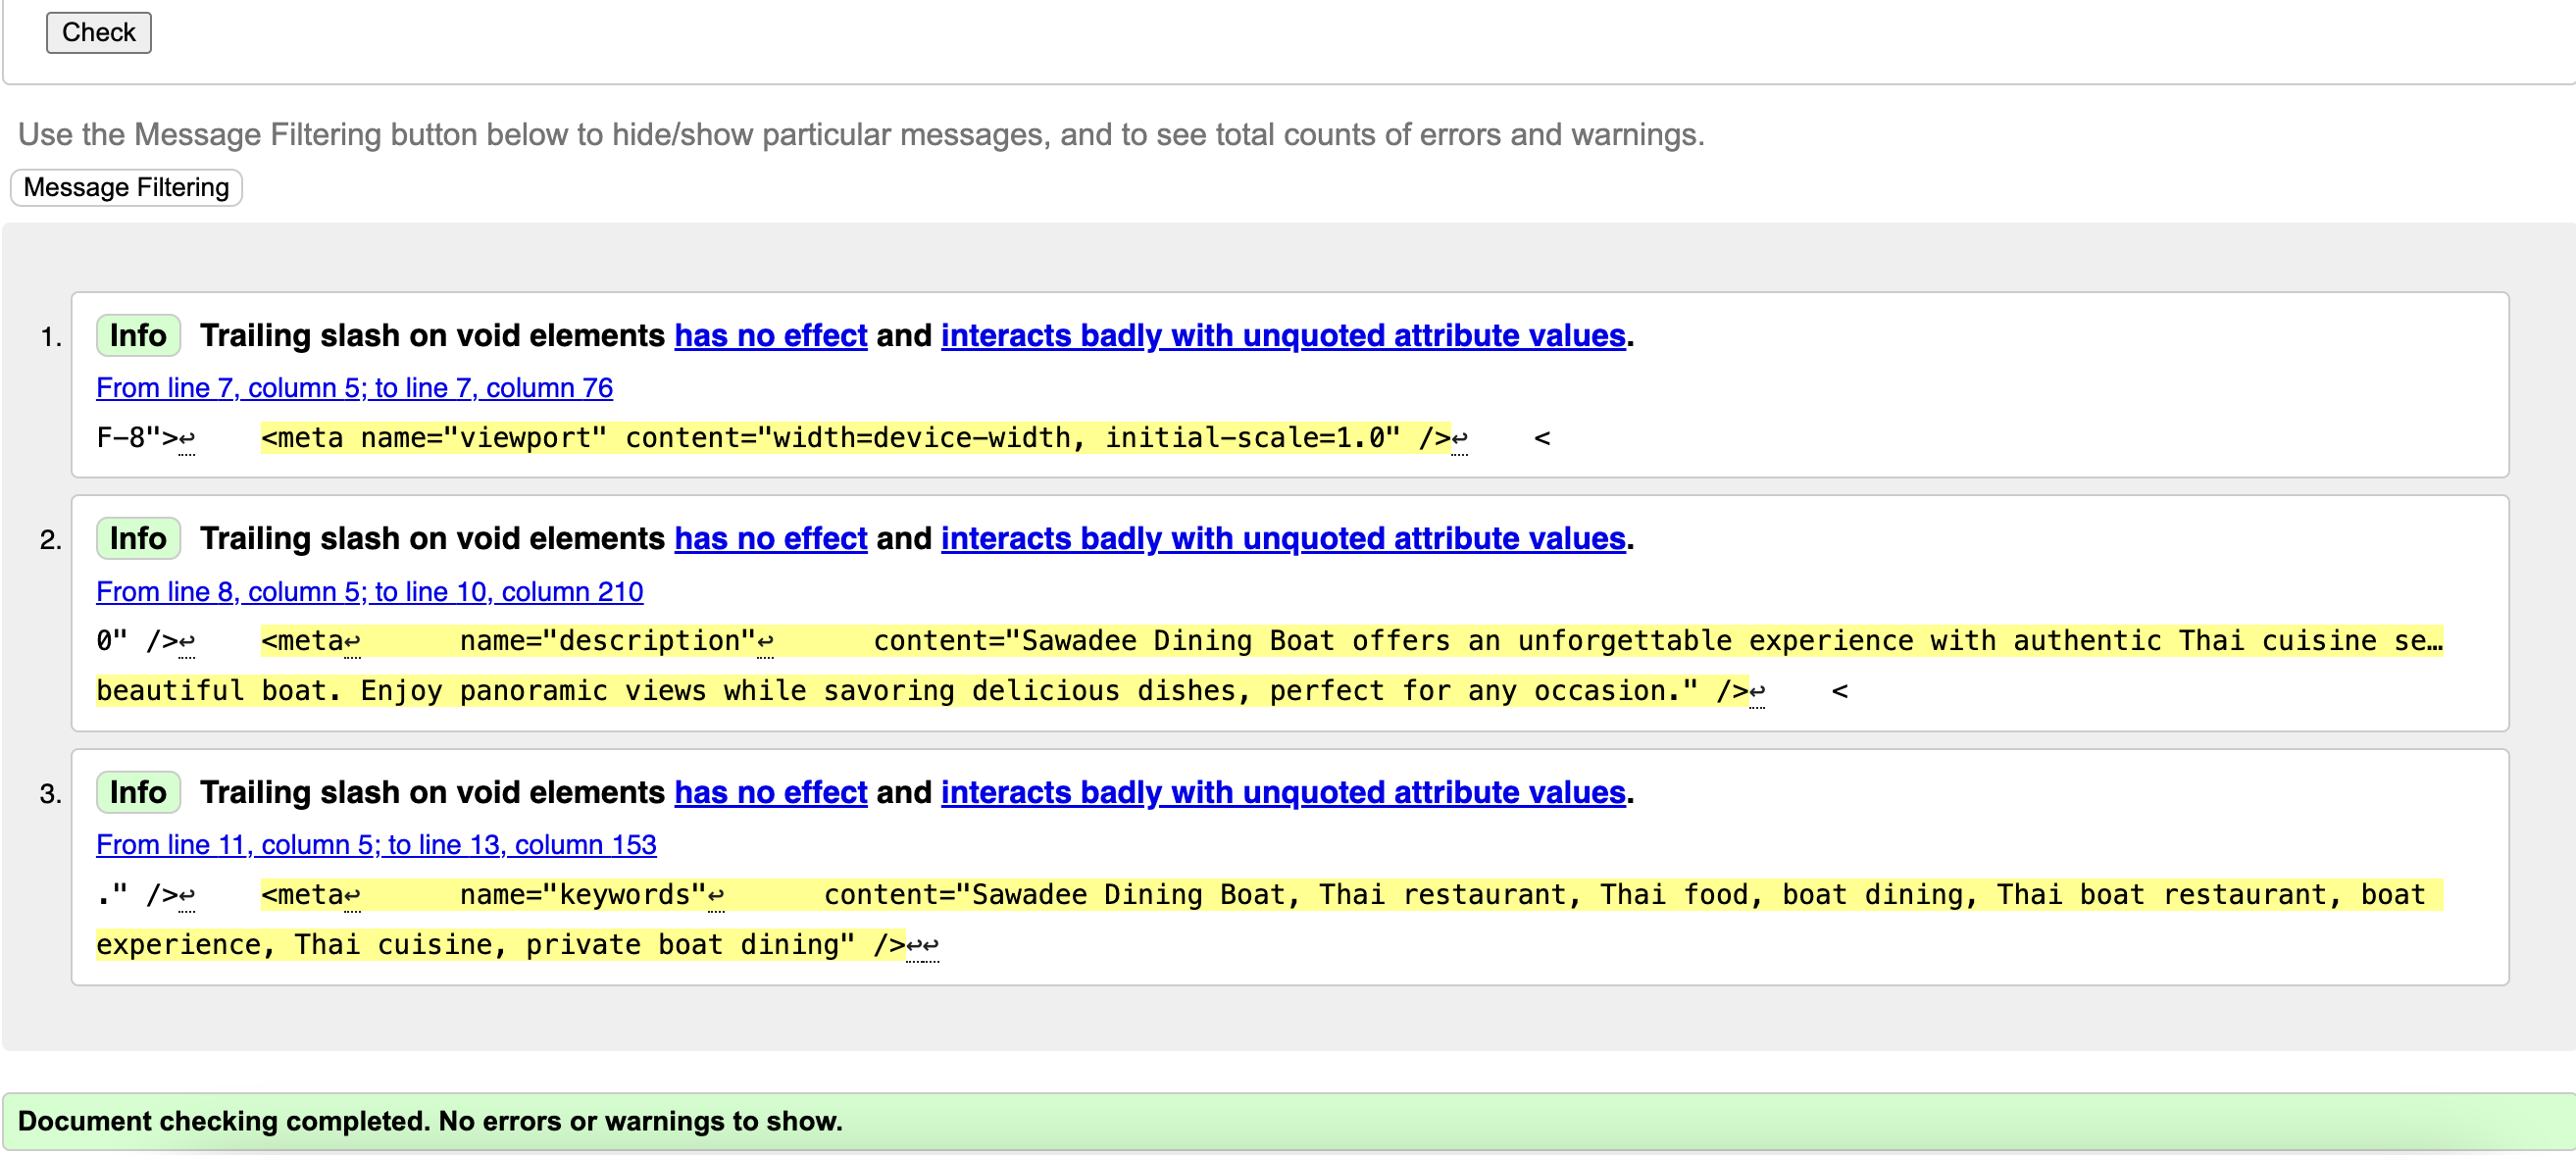 Check
Use the Message Filtering button below to hide/show particular messages, and to see total counts of errors and warnings.
Message Filtering
1. Info Trailing slash on void elements has no effect and interacts badly with unquoted attribute values.
From line 7, column 5; to line 7, column 76
F-8">↩    <meta name="viewport" content="width=device-width, initial-scale=1.0" />↩    <
2. Info Trailing slash on void elements has no effect and interacts badly with unquoted attribute values.
From line 8, column 5; to line 10, column 210
0" />↩    <meta↩      name="description"↩      content="Sawadee Dining Boat offers an unforgettable experience with authentic Thai cuisine se…
beautiful boat. Enjoy panoramic views while savoring delicious dishes, perfect for any occasion." />↩    <
3. Info Trailing slash on void elements has no effect and interacts badly with unquoted attribute values.
From line 11, column 5; to line 13, column 153
." />↩    <meta↩      name="keywords"↩      content="Sawadee Dining Boat, Thai restaurant, Thai food, boat dining, Thai boat restaurant, boat
experience, Thai cuisine, private boat dining" />↩↩
Document checking completed. No errors or warnings to show.